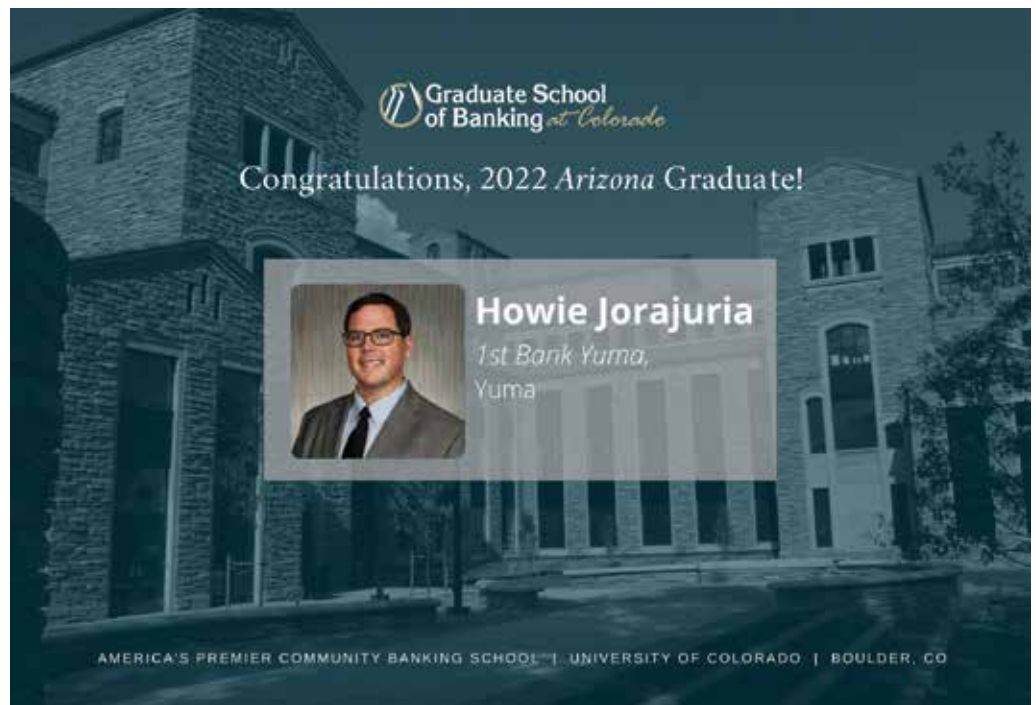 Graduate School
of Banking at Colorado
Congratulations, 2022 Arizona Graduate!
Howie Jorajuria
1st Bank Yuma,
Yuma
AMERICA'S PREMIER COMMUNITY BANKING SCHOOL | UNIVERSITY OF COLORADO | BOULDER, CO